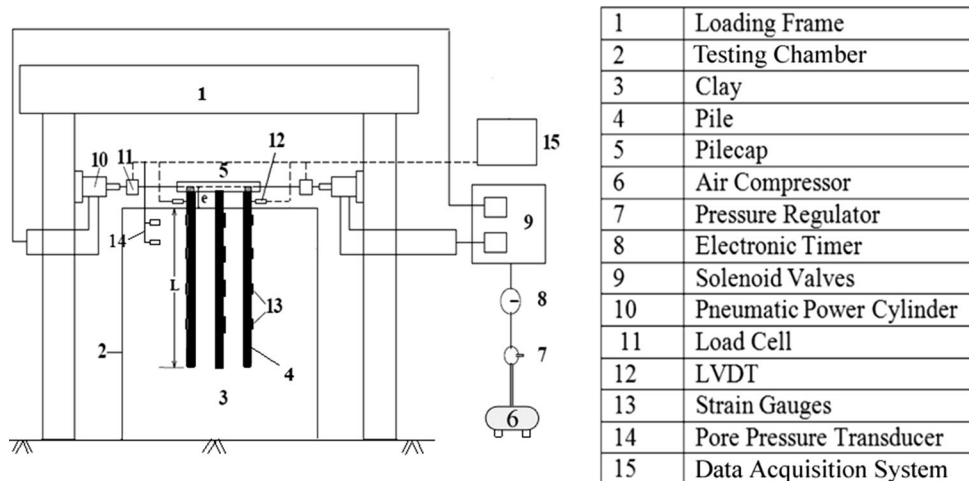 1
15
12
11
10
5
e
9
14
L
13
8
2
4
7
3
6
1 Loading Frame
2 Testing Chamber
3 Clay
4 Pile
5 Pilecap
6 Air Compressor
7 Pressure Regulator
8 Electronic Timer
9 Solenoid Valves
10 Pneumatic Power Cylinder
11 Load Cell
12 LVDT
13 Strain Gauges
14 Pore Pressure Transducer
15 Data Acquisition System